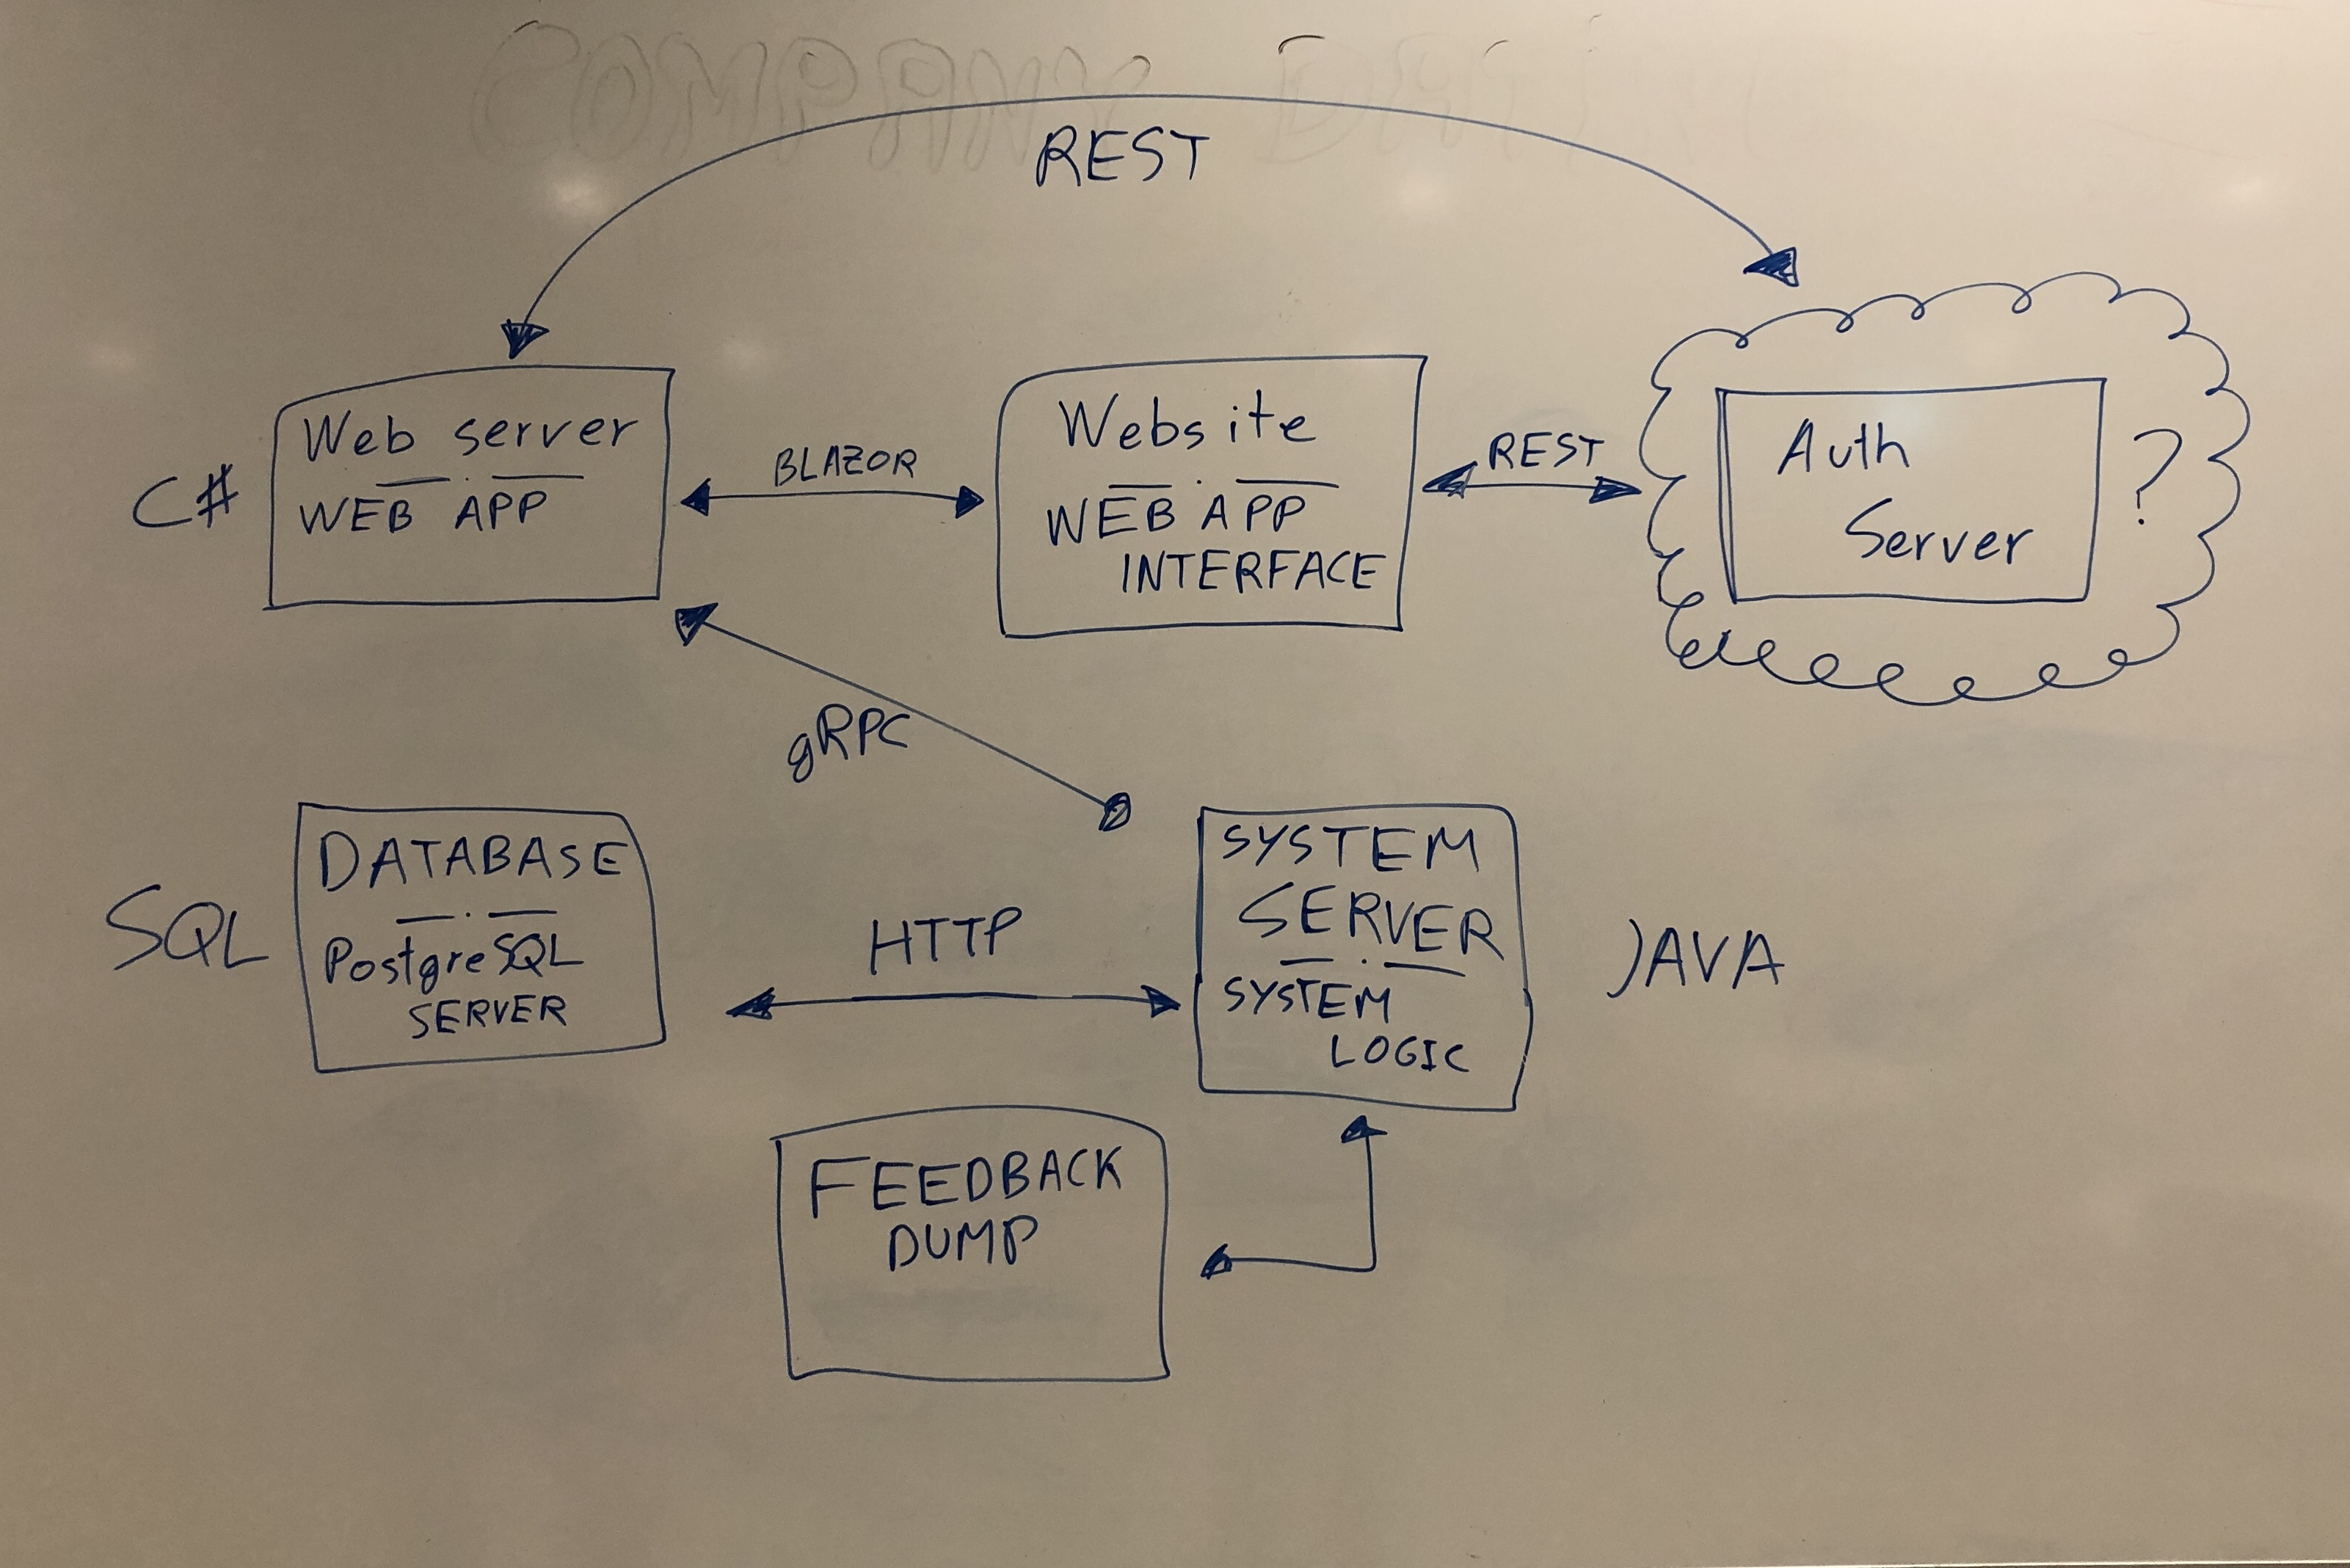 COMPANY
REST
C#
Web server
WEB APP
BLAZOR
Website
WEB APP
INTERFACE
REST
Auth
Server
?
gRPC
SQL
DATABASE
PostgreSQL
SERVER
HTTP
SYSTEM
SERVER
SYSTEM
LOGIC
JAVA
FEEDBACK
DUMP